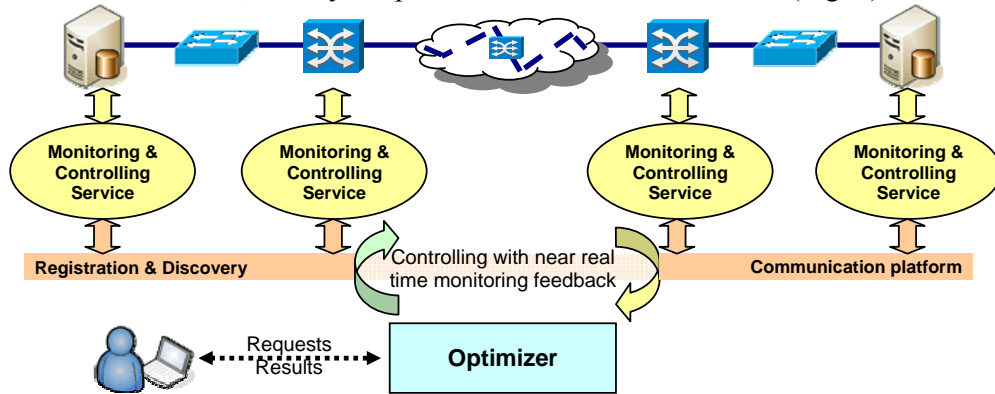 Monitoring &
Controlling
Service
Monitoring &
Controlling
Service
Monitoring &
Controlling
Service
Monitoring &
Controlling
Service
Registration & Discovery
Controlling with near real
time monitoring feedback
Communication platform
Requests
Results
Optimizer